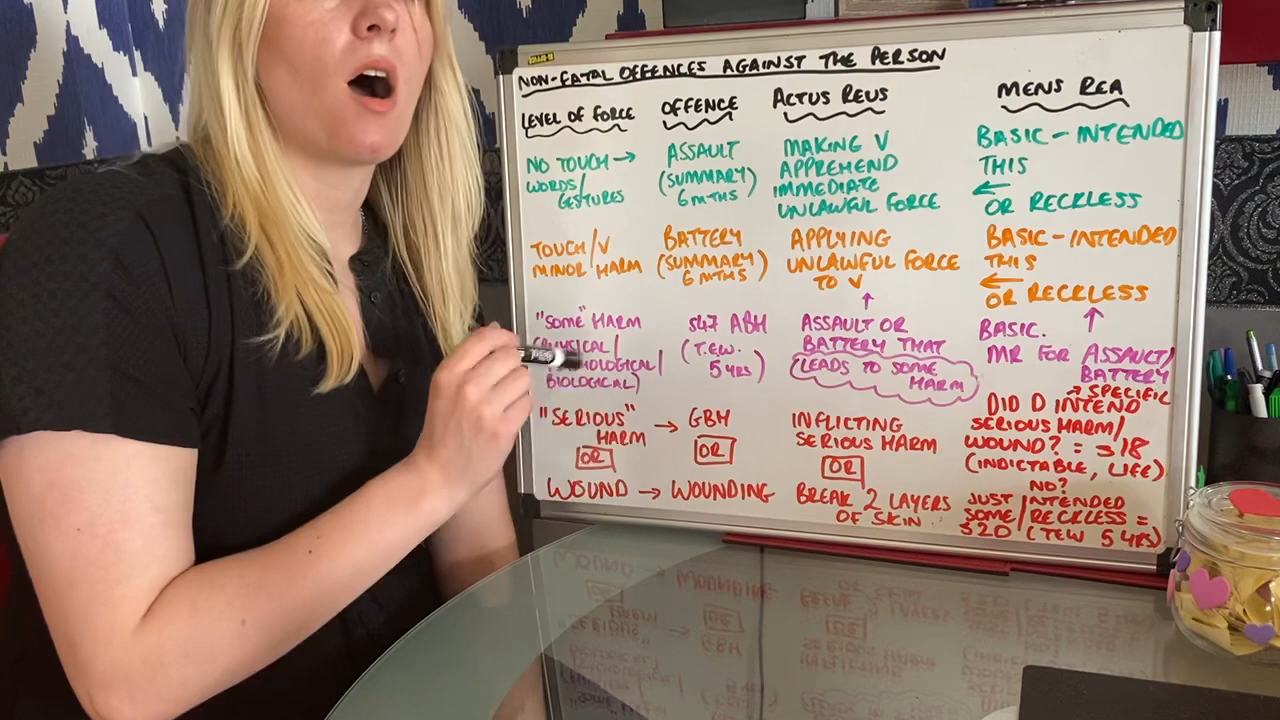 NON-FATAL OFFENCES AGAINST THE PERSON
LEVEL OF FORCE
OFFENCE
ACTUS REUS
MENS REA
NO TOUCH →
WORDS/
GESTURES
ASSAULT
(SUMMARY)
6 MTHS
MAKING V
APPREHEND
IMMEDIATE
UNLAWFUL FORCE
BASIC - INTENDED
THIS
←
OR RECKLESS
TOUCH/V
MINOR HARM
BATTERY
(SUMMARY)
6 MTHS
APPLYING
UNLAWFUL FORCE
TO V
↑
BASIC - INTENDED
THIS
←
OR RECKLESS
↑
"SOME" HARM
(PHYSICAL/
BIOLOGICAL)
S47 ABH
(T.E.W.
5 YRS)
ASSAULT OR
BATTERY THAT
(LEADS TO SOME
HARM)
BASIC.
MR FOR ASSAULT/
BATTERY
"SERIOUS"
HARM
OR
WOUND
→ GBH
OR
→ WOUNDING
INFLICTING
SERIOUS HARM
OR
BREAK 2 LAYERS
OF SKIN.
↗ SPECIFIC
DID D INTEND
SERIOUS HARM/
WOUND? = S18
(INDICTABLE, LIFE)
NO?
JUST INTENDED
SOME/RECKLESS =
S20 (TEW 5 YRS)